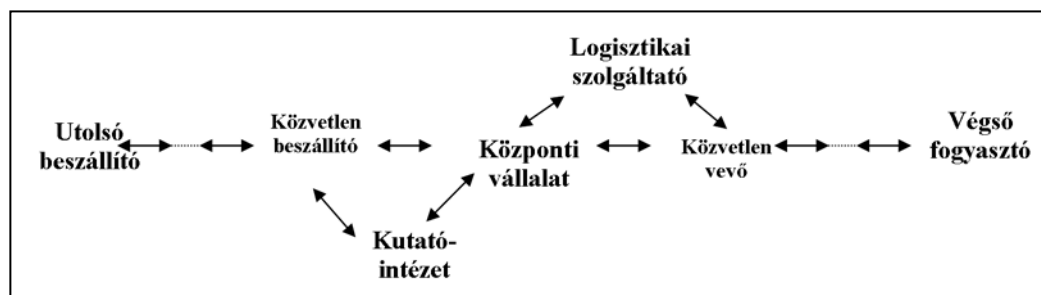 Logisztikai
szolgáltató
Utolsó
beszállító
Közvetlen
beszállító
Központi
vállalat
Közvetlen
vevő
Végső
fogyasztó
Kutató-
intézet